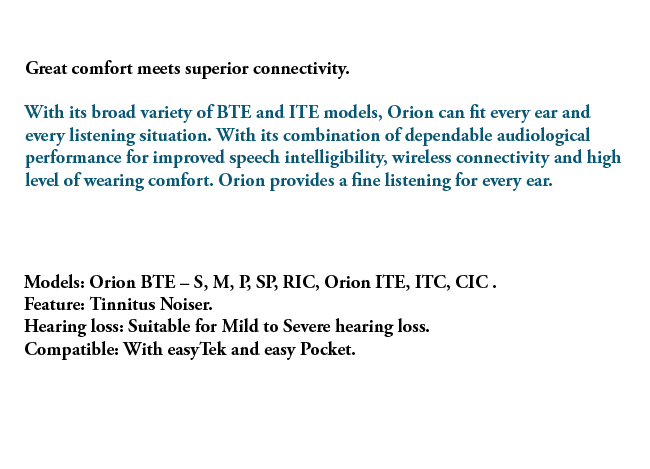 Great comfort meets superior connectivity.
With its broad variety of BTE and ITE models, Orion can fit every ear and
every listening situation. With its combination of dependable audiological
performance for improved speech intelligibility, wireless connectivity and high
level of wearing comfort. Orion provides a fine listening for every ear.
Models: Orion BTE – S, M, P, SP, RIC, Orion ITE, ITC, CIC .
Feature: Tinnitus Noiser.
Hearing loss: Suitable for Mild to Severe hearing loss.
Compatible: With easyTek and easy Pocket.